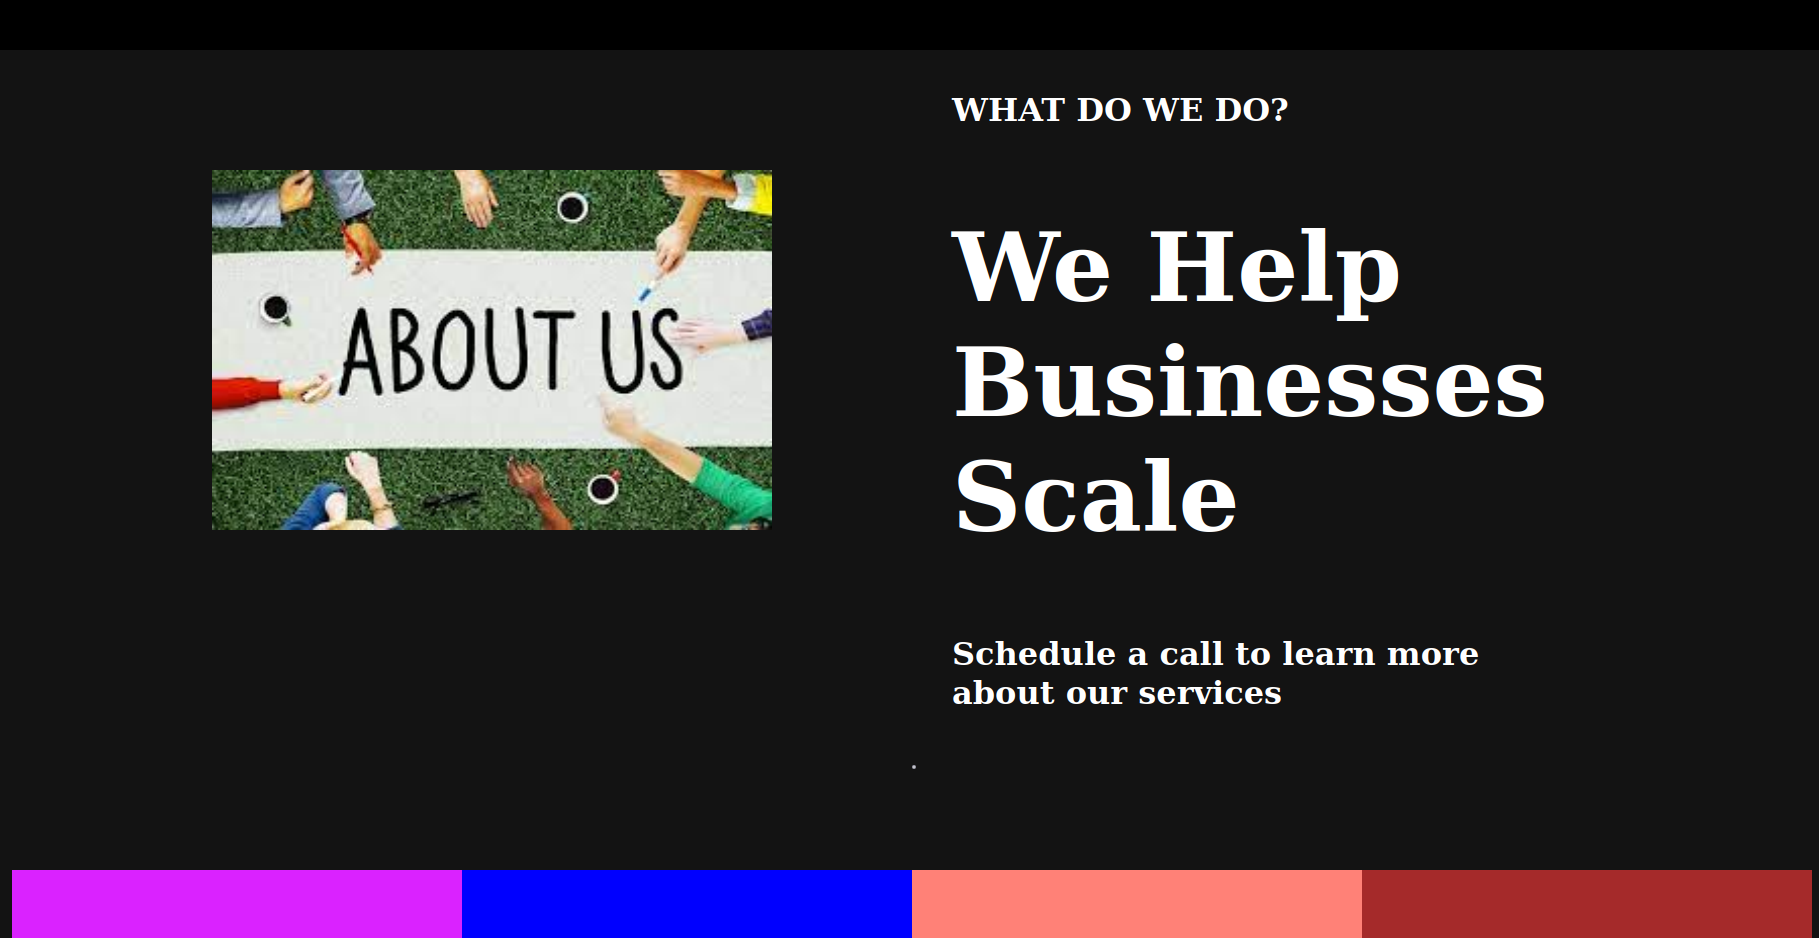 WHAT DO WE DO?
ABOUT US
We Help
Businesses
Scale
Schedule a call to learn more
about our services